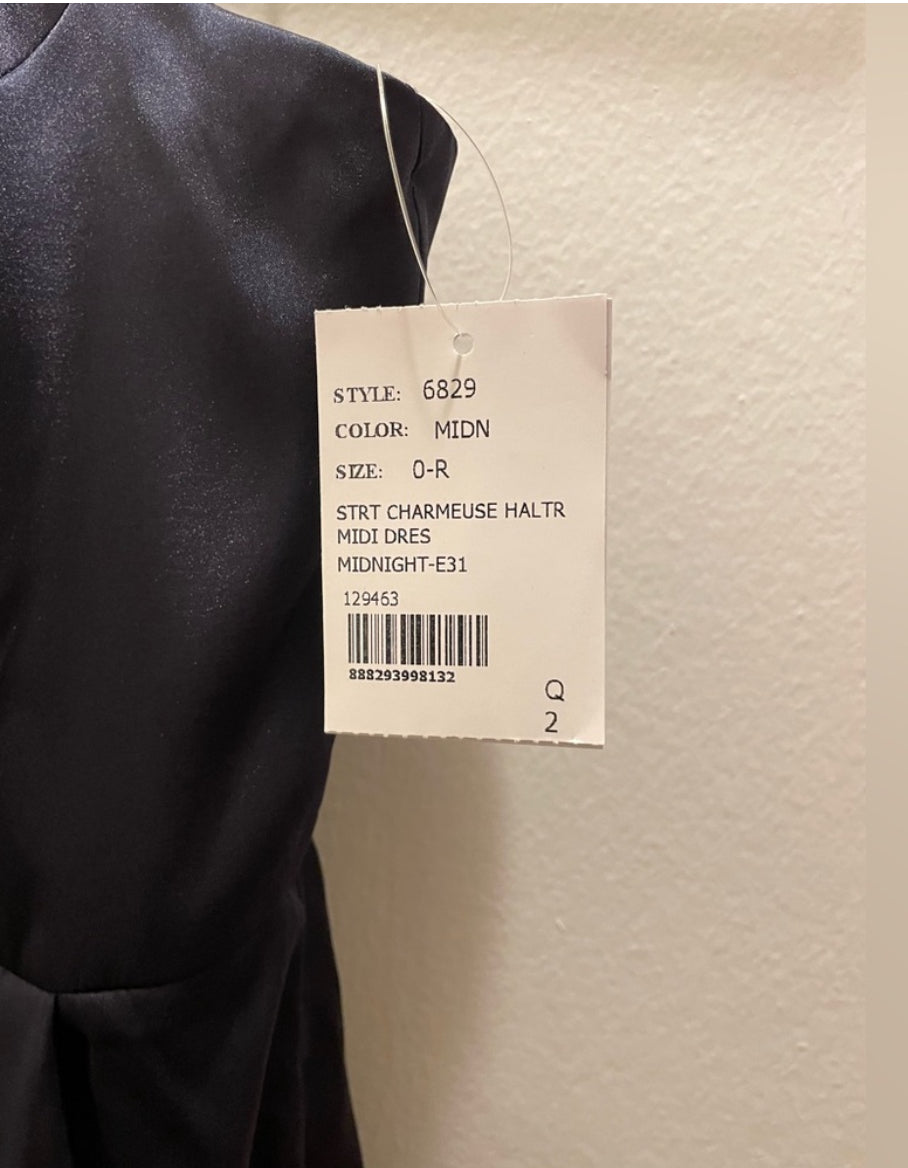 STYLE: 6829
COLOR: MIDN
SIZE: 0-R
STRT CHARMEUSE HALTR
MIDI DRES
MIDNIGHT-E31
129463
888293998132
Q
2